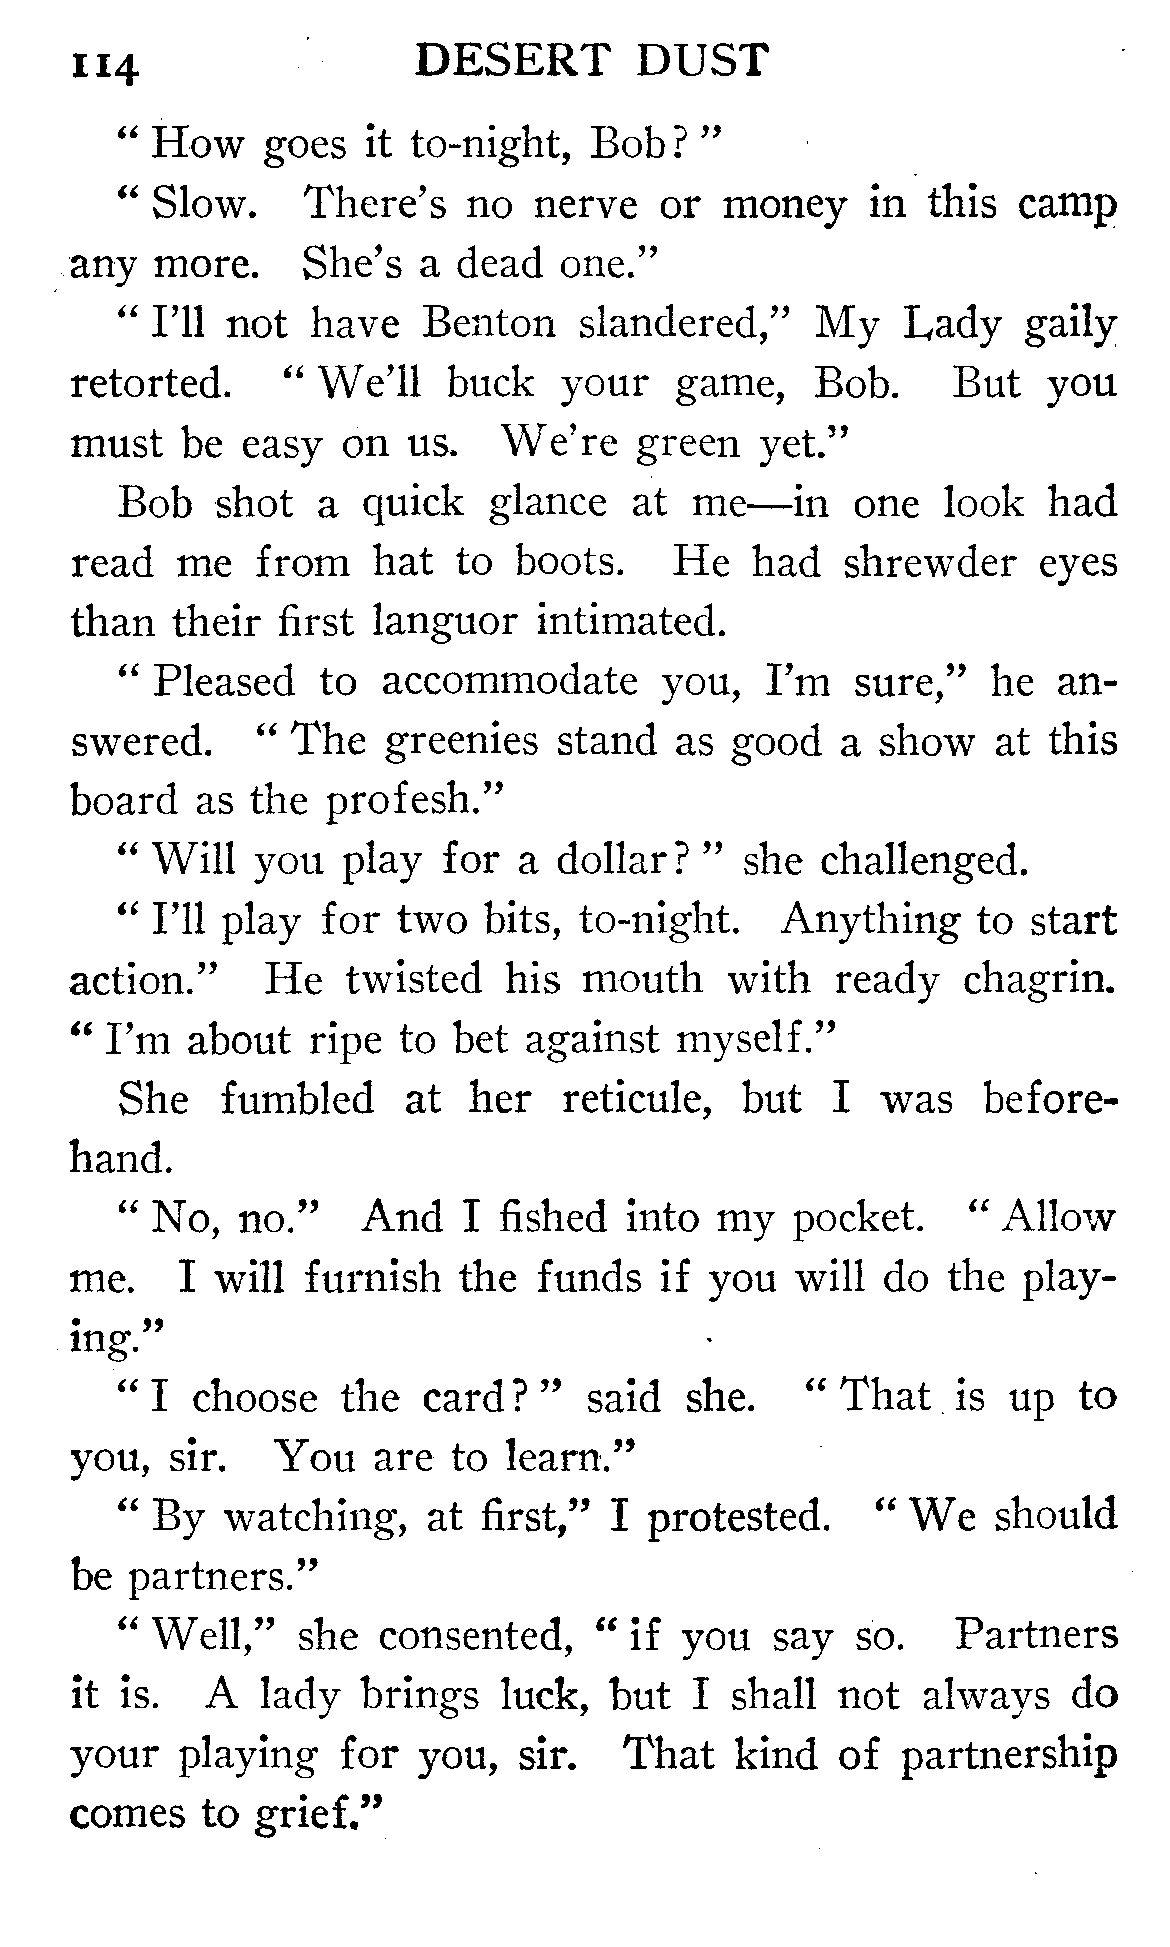 114 DESERT DUST
“ How goes it to-night, Bob? ”
“ Slow. There’s no nerve or money in this camp
any more. She’s a dead one.”
“ I’ll not have Benton slandered,” My Lady gaily
retorted. “ We’ll buck your game, Bob. But you
must be easy on us. We’re green yet.”
Bob shot a quick glance at me—in one look had
read me from hat to boots. He had shrewder eyes
than their first languor intimated.
“ Pleased to accommodate you, I’m sure,” he an-
swered. “ The greenies stand as good a show at this
board as the profesh.”
“ Will you play for a dollar? ” she challenged.
“ I’ll play for two bits, to-night. Anything to start
action.” He twisted his mouth with ready chagrin.
“ I’m about ripe to bet against myself.”
She fumbled at her reticule, but I was before-
hand.
“ No, no.” And I fished into my pocket. “ Allow
me. I will furnish the funds if you will do the play-
ing.”
“ I choose the card? ” said she. “ That is up to
you, sir. You are to learn.”
“ By watching, at first,” I protested. “ We should
be partners.”
“ Well,” she consented, “ if you say so. Partners
it is. A lady brings luck, but I shall not always do
your playing for you, sir. That kind of partnership
comes to grief.”